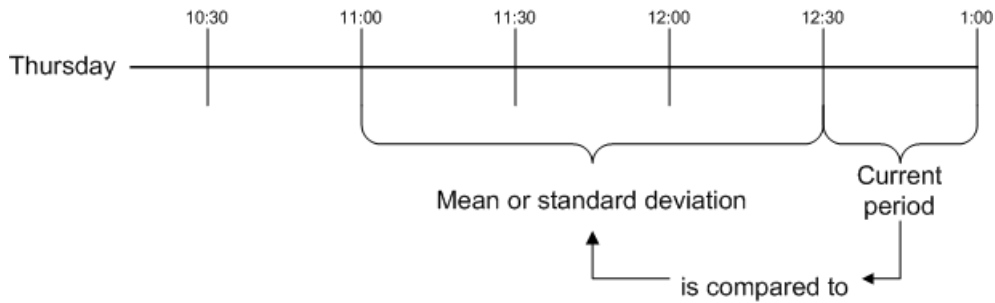 10:30 11:00 11:30 12:00 12:30 1:00
Thursday
Mean or standard deviation
Current
period
is compared to